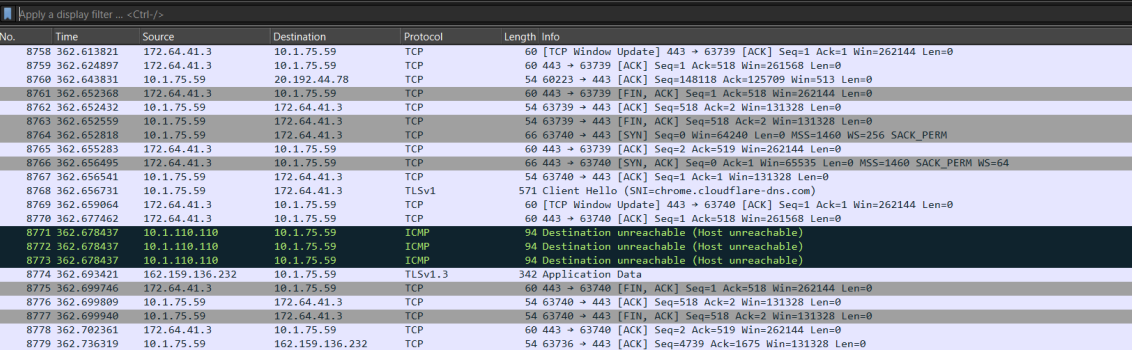 Apply a display filter ... <Ctrl-/>
No. Time Source Destination Protocol Length Info
8758 362.613821 172.64.41.3 10.1.75.59 TCP 60 [TCP Window Update] 443 → 63739 [ACK] Seq=1 Ack=1 Win=262144 Len=0
8759 362.624897 172.64.41.3 10.1.75.59 TCP 60 443 → 63739 [ACK] Seq=1 Ack=518 Win=261568 Len=0
8760 362.643831 10.1.75.59 20.192.44.78 TCP 54 60223 → 443 [ACK] Seq=148118 Ack=125709 Win=513 Len=0
8761 362.652368 172.64.41.3 10.1.75.59 TCP 60 443 → 63739 [FIN, ACK] Seq=1 Ack=518 Win=262144 Len=0
8762 362.652432 10.1.75.59 172.64.41.3 TCP 54 63739 → 443 [ACK] Seq=518 Ack=2 Win=131328 Len=0
8763 362.652559 10.1.75.59 172.64.41.3 TCP 54 63739 → 443 [FIN, ACK] Seq=518 Ack=2 Win=131328 Len=0
8764 362.652818 10.1.75.59 172.64.41.3 TCP 66 63740 → 443 [SYN] Seq=0 Win=64240 Len=0 MSS=1460 WS=256 SACK_PERM
8765 362.655283 172.64.41.3 10.1.75.59 TCP 60 443 → 63739 [ACK] Seq=2 Ack=519 Win=262144 Len=0
8766 362.656495 172.64.41.3 10.1.75.59 TCP 66 443 → 63740 [SYN, ACK] Seq=0 Ack=1 Win=65535 Len=0 MSS=1460 SACK_PERM WS=64
8767 362.656541 10.1.75.59 172.64.41.3 TCP 54 63740 → 443 [ACK] Seq=1 Ack=1 Win=131328 Len=0
8768 362.656731 10.1.75.59 172.64.41.3 TLSv1 571 Client Hello (SNI=chrome.cloudflare-dns.com)
8769 362.659064 172.64.41.3 10.1.75.59 TCP 60 [TCP Window Update] 443 → 63740 [ACK] Seq=1 Ack=1 Win=262144 Len=0
8770 362.677462 172.64.41.3 10.1.75.59 TCP 60 443 → 63740 [ACK] Seq=1 Ack=518 Win=261568 Len=0
8771 362.678437 10.1.110.110 10.1.75.59 ICMP 94 Destination unreachable (Host unreachable)
8772 362.678437 10.1.110.110 10.1.75.59 ICMP 94 Destination unreachable (Host unreachable)
8773 362.678437 10.1.110.110 10.1.75.59 ICMP 94 Destination unreachable (Host unreachable)
8774 362.693421 162.159.136.232 10.1.75.59 TLSv1.3 342 Application Data
8775 362.699746 172.64.41.3 10.1.75.59 TCP 60 443 → 63740 [FIN, ACK] Seq=1 Ack=518 Win=262144 Len=0
8776 362.699809 10.1.75.59 172.64.41.3 TCP 54 63740 → 443 [ACK] Seq=518 Ack=2 Win=131328 Len=0
8777 362.699940 10.1.75.59 172.64.41.3 TCP 54 63740 → 443 [FIN, ACK] Seq=518 Ack=2 Win=131328 Len=0
8778 362.702361 172.64.41.3 10.1.75.59 TCP 60 443 → 63740 [ACK] Seq=2 Ack=519 Win=262144 Len=0
8779 362.736319 10.1.75.59 162.159.136.232 TCP 54 63736 → 443 [ACK] Seq=4739 Ack=1675 Win=131328 Len=0